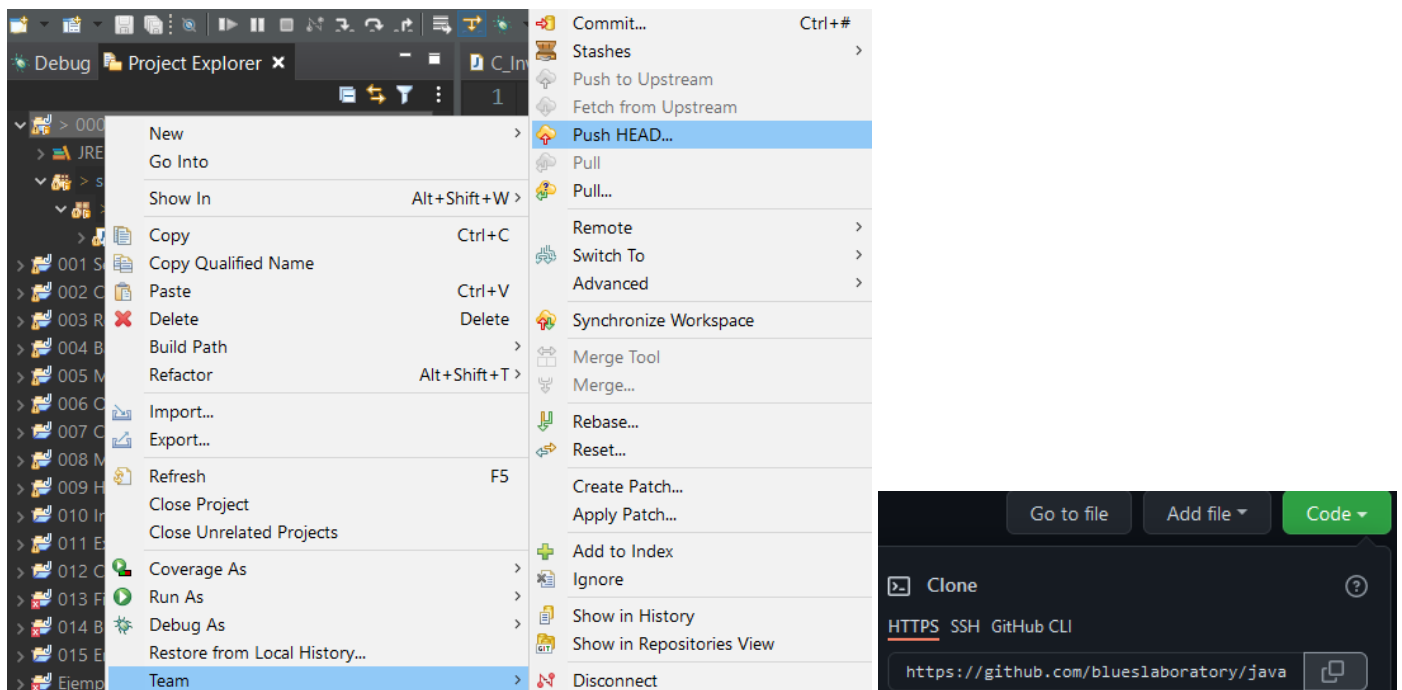 Debug Project Explorer
C_Inv
1
> 000
JRE
> s
001 S
002 C
003 R
004 B
005 M
006 C
007 C
008 M
009 H
010 Ir
011 E
012 C
013 Fi
014 B
015 E
Ejemp
New
Go Into
Show In Alt+Shift+W
Copy Ctrl+C
Copy Qualified Name
Paste Ctrl+V
Delete Delete
Build Path
Refactor Alt+Shift+T
Import...
Export...
Refresh F5
Close Project
Close Unrelated Projects
Coverage As
Run As
Debug As
Restore from Local History...
Team
Commit... Ctrl+#
Stashes
Push to Upstream
Fetch from Upstream
Push HEAD...
Pull
Pull...
Remote
Switch To
Advanced
Synchronize Workspace
Merge Tool
Merge...
Rebase...
Reset...
Create Patch...
Apply Patch...
Add to Index
Ignore
Show in History
Show in Repositories View
Disconnect
Go to file Add file Code
Clone
HTTPS SSH GitHub CLI
https://github.com/blueslaboratory/java